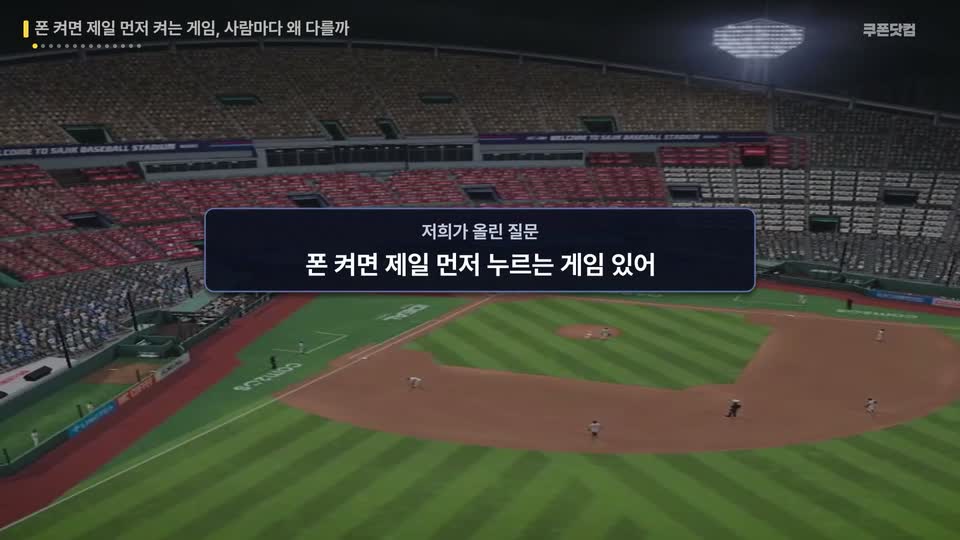 폰 켜면 제일 먼저 켜는 게임, 사람마다 왜 다를까
쿠폰닷컴
WELCOME TO SAJIK BASEBALL STADIUM
WELCOME TO SAJIK BASEBALL STADIUM
저희가 올린 질문
폰 켜면 제일 먼저 누르는 게임 있어
COM2US
COM2US